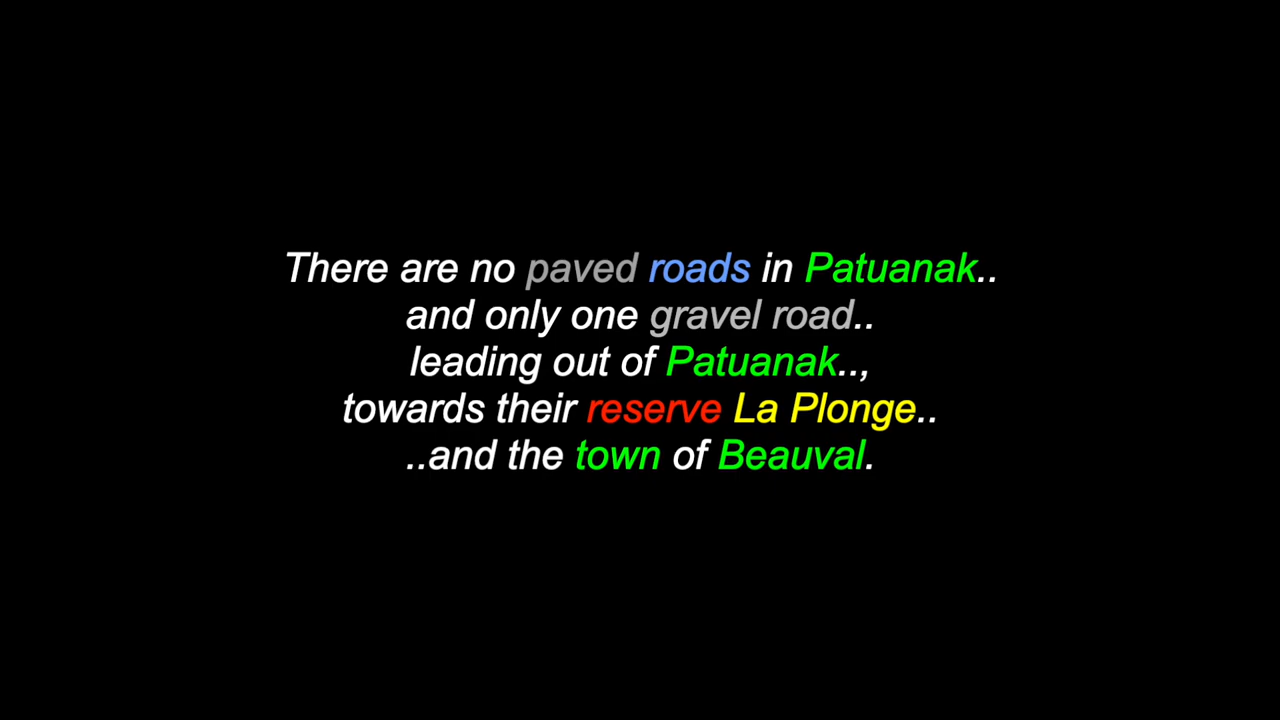 There are no paved roads in Patuanak..
and only one gravel road..
leading out of Patuanak..,
towards their reserve La Plonge..
..and the town of Beauval.